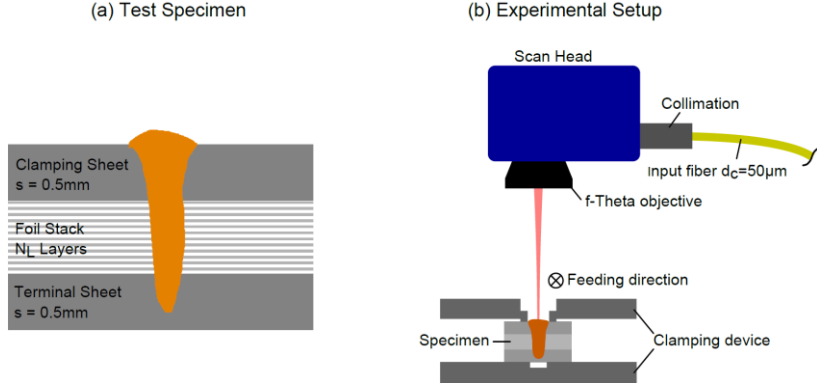 (a) Test Specimen
Clamping Sheet
s = 0.5mm
Foil Stack
NL Layers
Terminal Sheet
s = 0.5mm
(b) Experimental Setup
Scan Head
Collimation
Input fiber dc=50µm
f-Theta objective
Feeding direction
Specimen
Clamping device